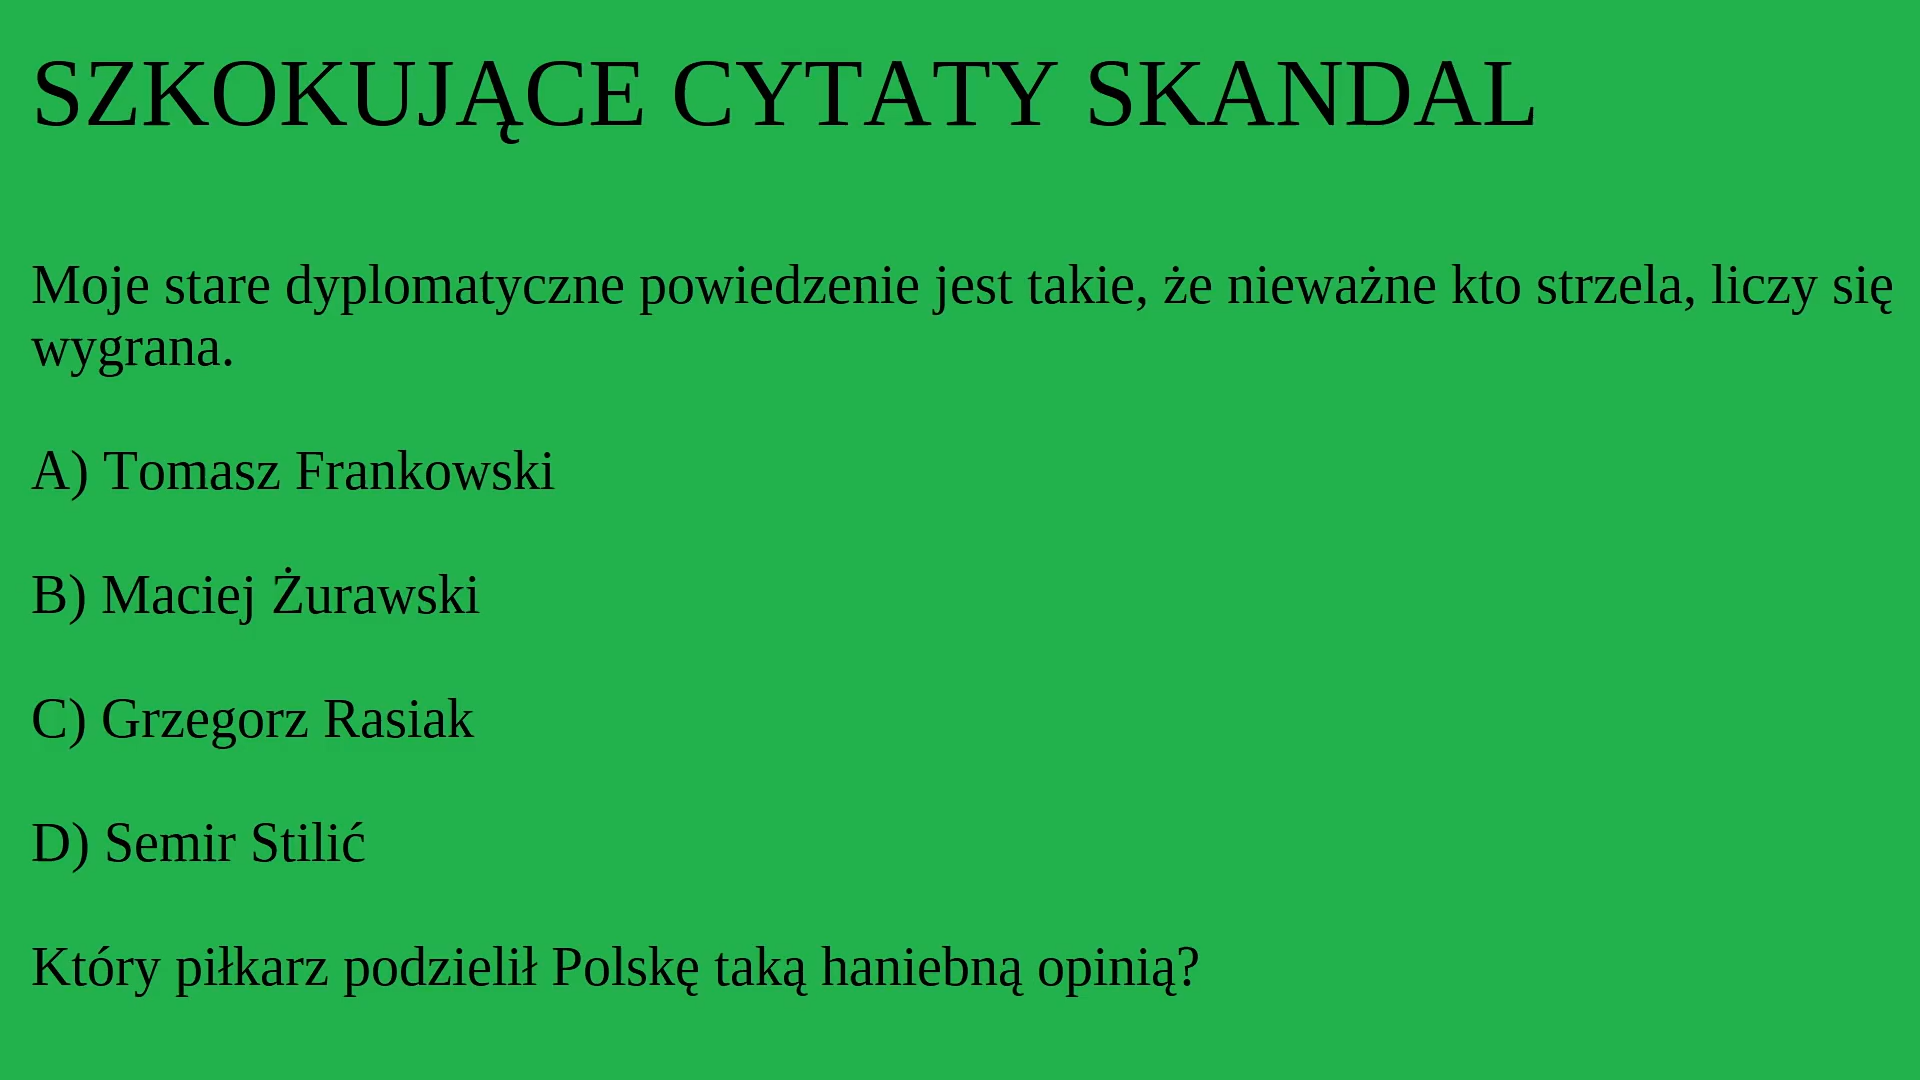 SZKOKUJĄCE CYTATY SKANDAL
Moje stare dyplomatyczne powiedzenie jest takie, że nieważne kto strzela, liczy się
wygrana.
A) Tomasz Frankowski
B) Maciej Żurawski
C) Grzegorz Rasiak
D) Semir Stilić
Który piłkarz podzielił Polskę taką haniebną opinią?